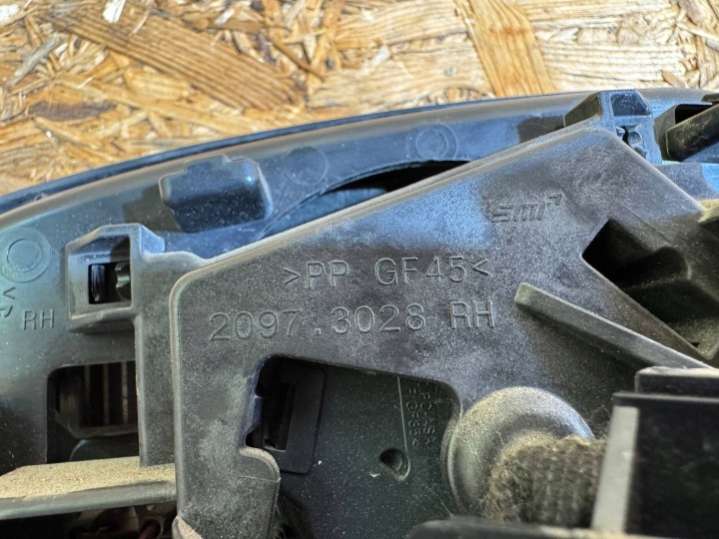 SMR
>PP GF45<
2097.3028 RH
RH